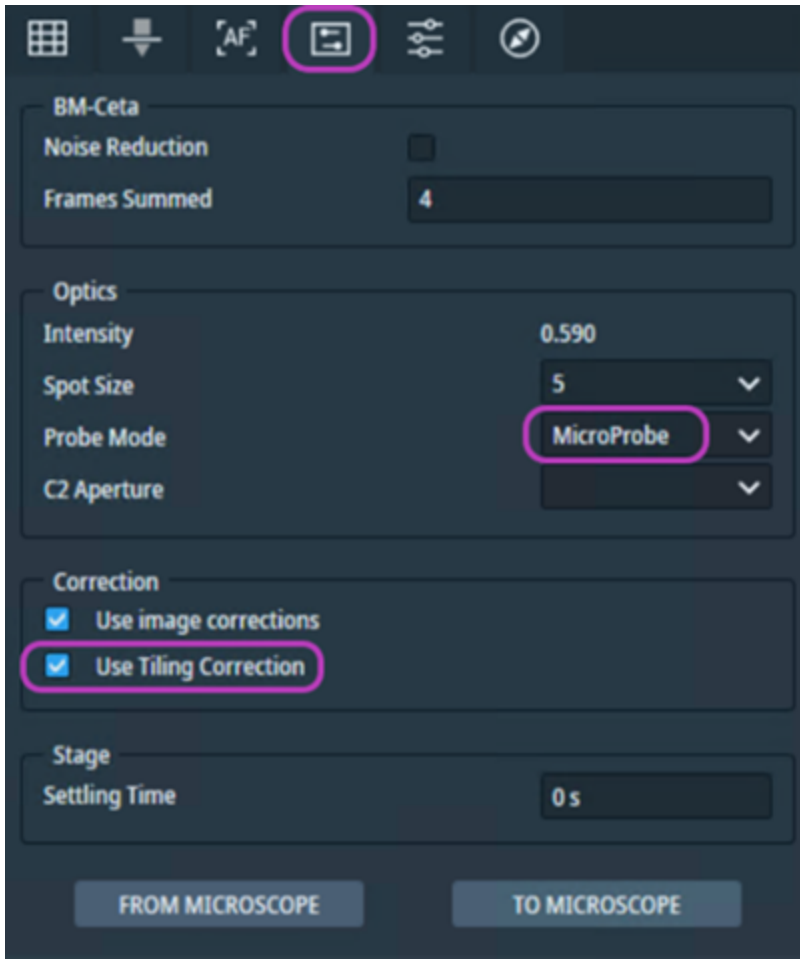 [AF]
BM-Ceta
Noise Reduction
Frames Summed 4
Optics
Intensity 0.590
Spot Size 5
Probe Mode MicroProbe
C2 Aperture
Correction
Use image corrections
Use Tiling Correction
Stage
Settling Time 0 s
FROM MICROSCOPE TO MICROSCOPE